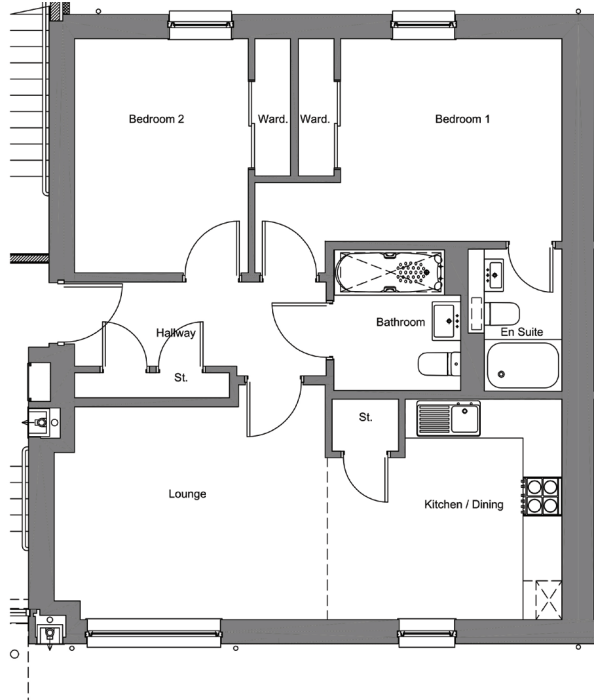 Bedroom 2
Ward.
Ward.
Bedroom 1
Hallway
Bathroom
En Suite
St.
St.
Lounge
Kitchen / Dining